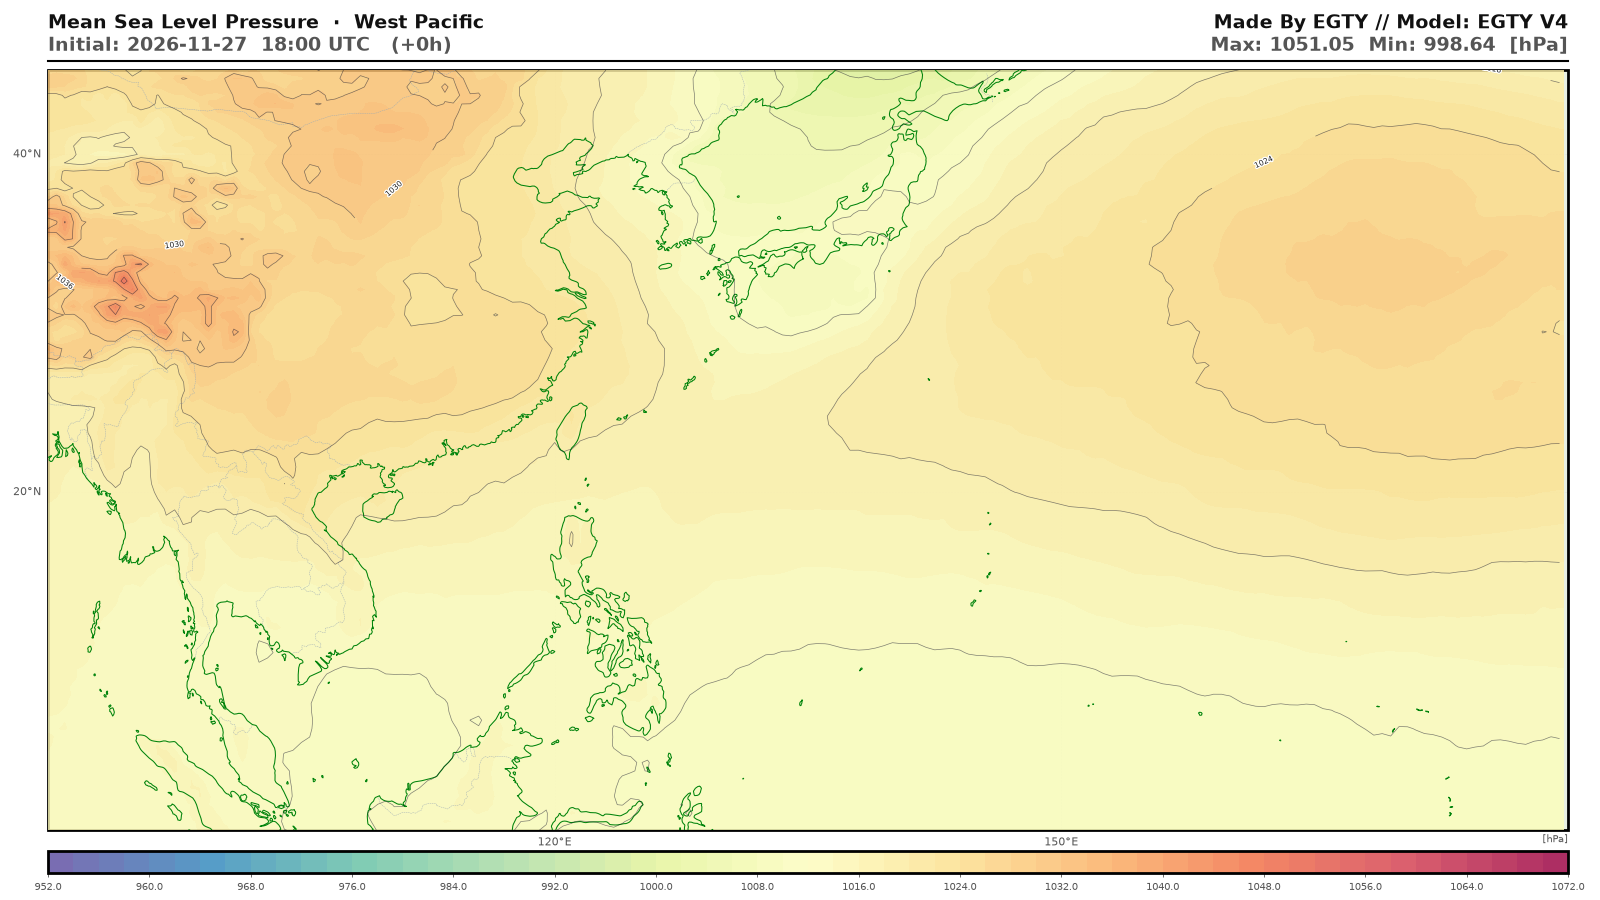 Mean Sea Level Pressure · West Pacific
Made By EGTY // Model: EGTY V4
Initial: 2026-11-27 18:00 UTC (+0h)
Max: 1051.05 Min: 998.64 [hPa]
40°N
1024
1030
1030
1036
20°N
120°E
150°E
[hPa]
952.0 960.0 968.0 976.0 984.0 992.0 1000.0 1008.0 1016.0 1024.0 1032.0 1040.0 1048.0 1056.0 1064.0 1072.0